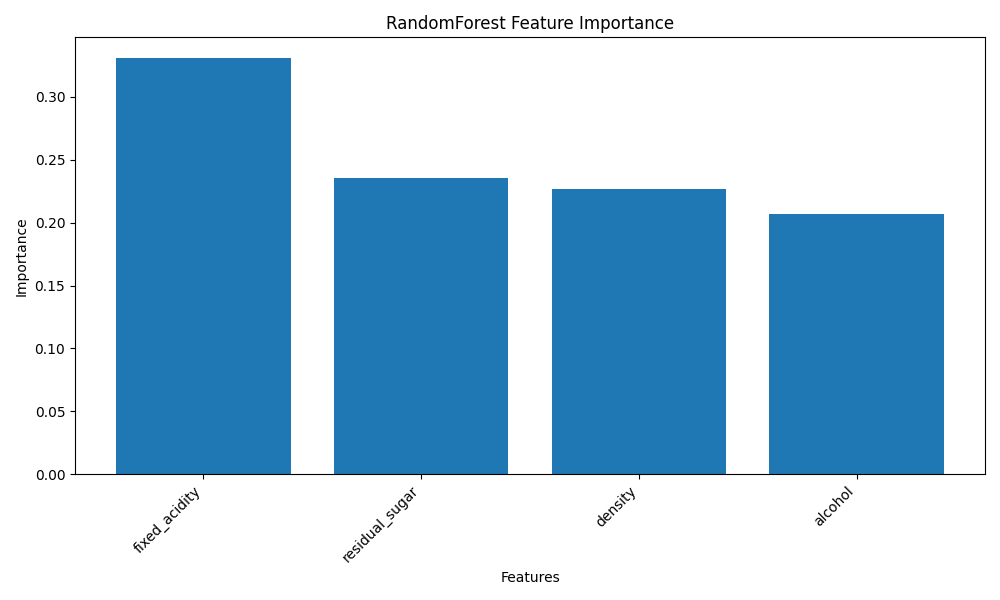 RandomForest Feature Importance
Importance
0.30
0.25
0.20
0.15
0.10
0.05
0.00
fixed_acidity
residual_sugar
density
alcohol
Features